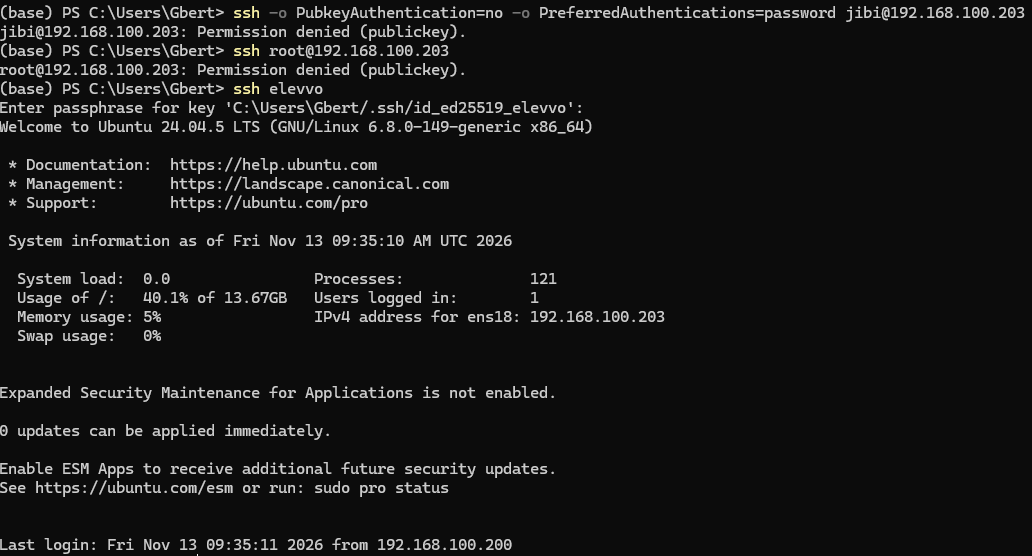 (base) PS C:\Users\Gbert> ssh -o PubkeyAuthentication=no -o PreferredAuthentications=password jibi@192.168.100.203
jibi@192.168.100.203: Permission denied (publickey).
(base) PS C:\Users\Gbert> ssh root@192.168.100.203
root@192.168.100.203: Permission denied (publickey).
(base) PS C:\Users\Gbert> ssh elevvo
Enter passphrase for key 'C:\Users\Gbert/.ssh/id_ed25519_elevvo':
Welcome to Ubuntu 24.04.5 LTS (GNU/Linux 6.8.0-149-generic x86_64)
* Documentation:  https://help.ubuntu.com
* Management:     https://landscape.canonical.com
* Support:        https://ubuntu.com/pro
System information as of Fri Nov 13 09:35:10 AM UTC 2026
System load:  0.0                Processes:              121
Usage of /:   40.1% of 13.67GB   Users logged in:        1
Memory usage: 5%                 IPv4 address for ens18: 192.168.100.203
Swap usage:   0%
Expanded Security Maintenance for Applications is not enabled.
0 updates can be applied immediately.
Enable ESM Apps to receive additional future security updates.
See https://ubuntu.com/esm or run: sudo pro status
Last login: Fri Nov 13 09:35:11 2026 from 192.168.100.200